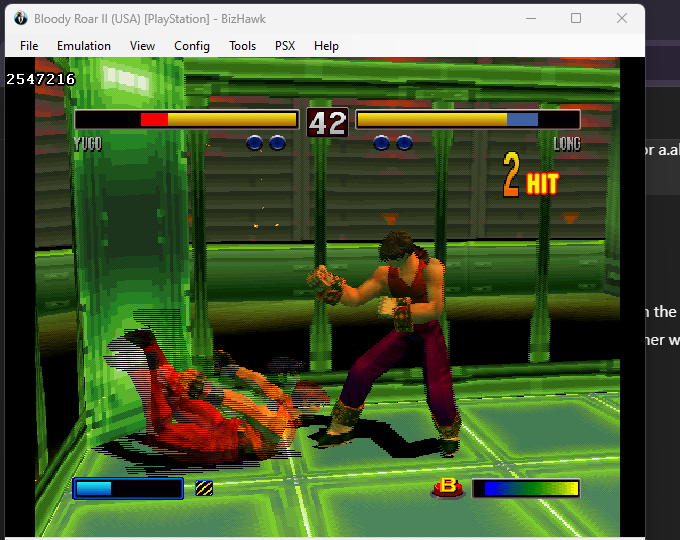 Bloody Roar II (USA) [PlayStation] - BizHawk
File Emulation View Config Tools PSX Help
2547216
42
YUGO
LONG
2 HIT
B
or a.al
n the
her w